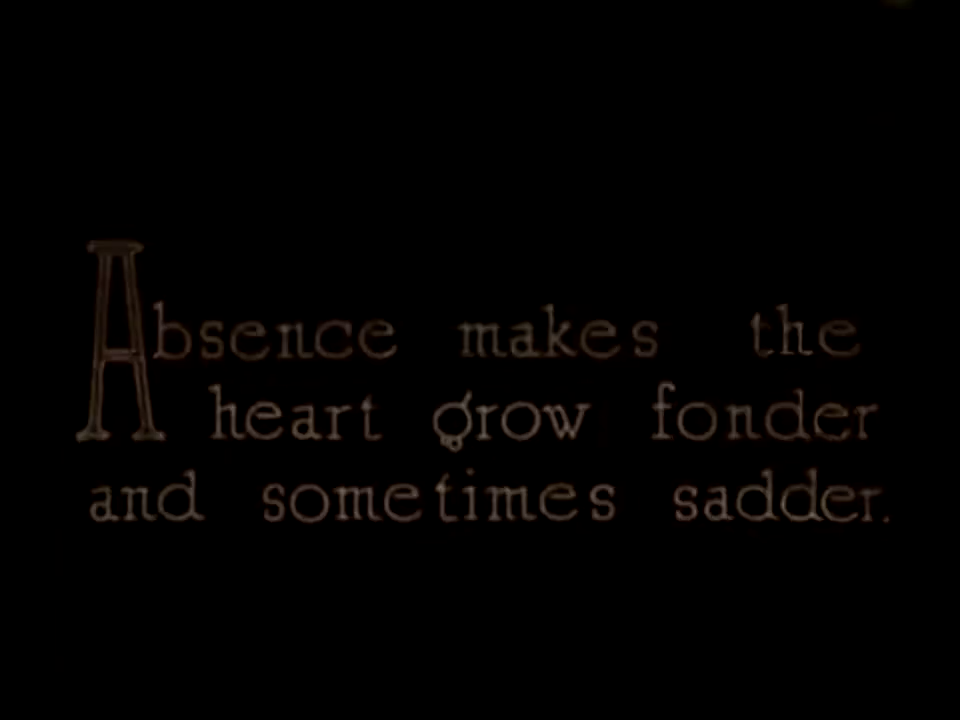 Absence makes the
heart grow fonder
and sometimes sadder.